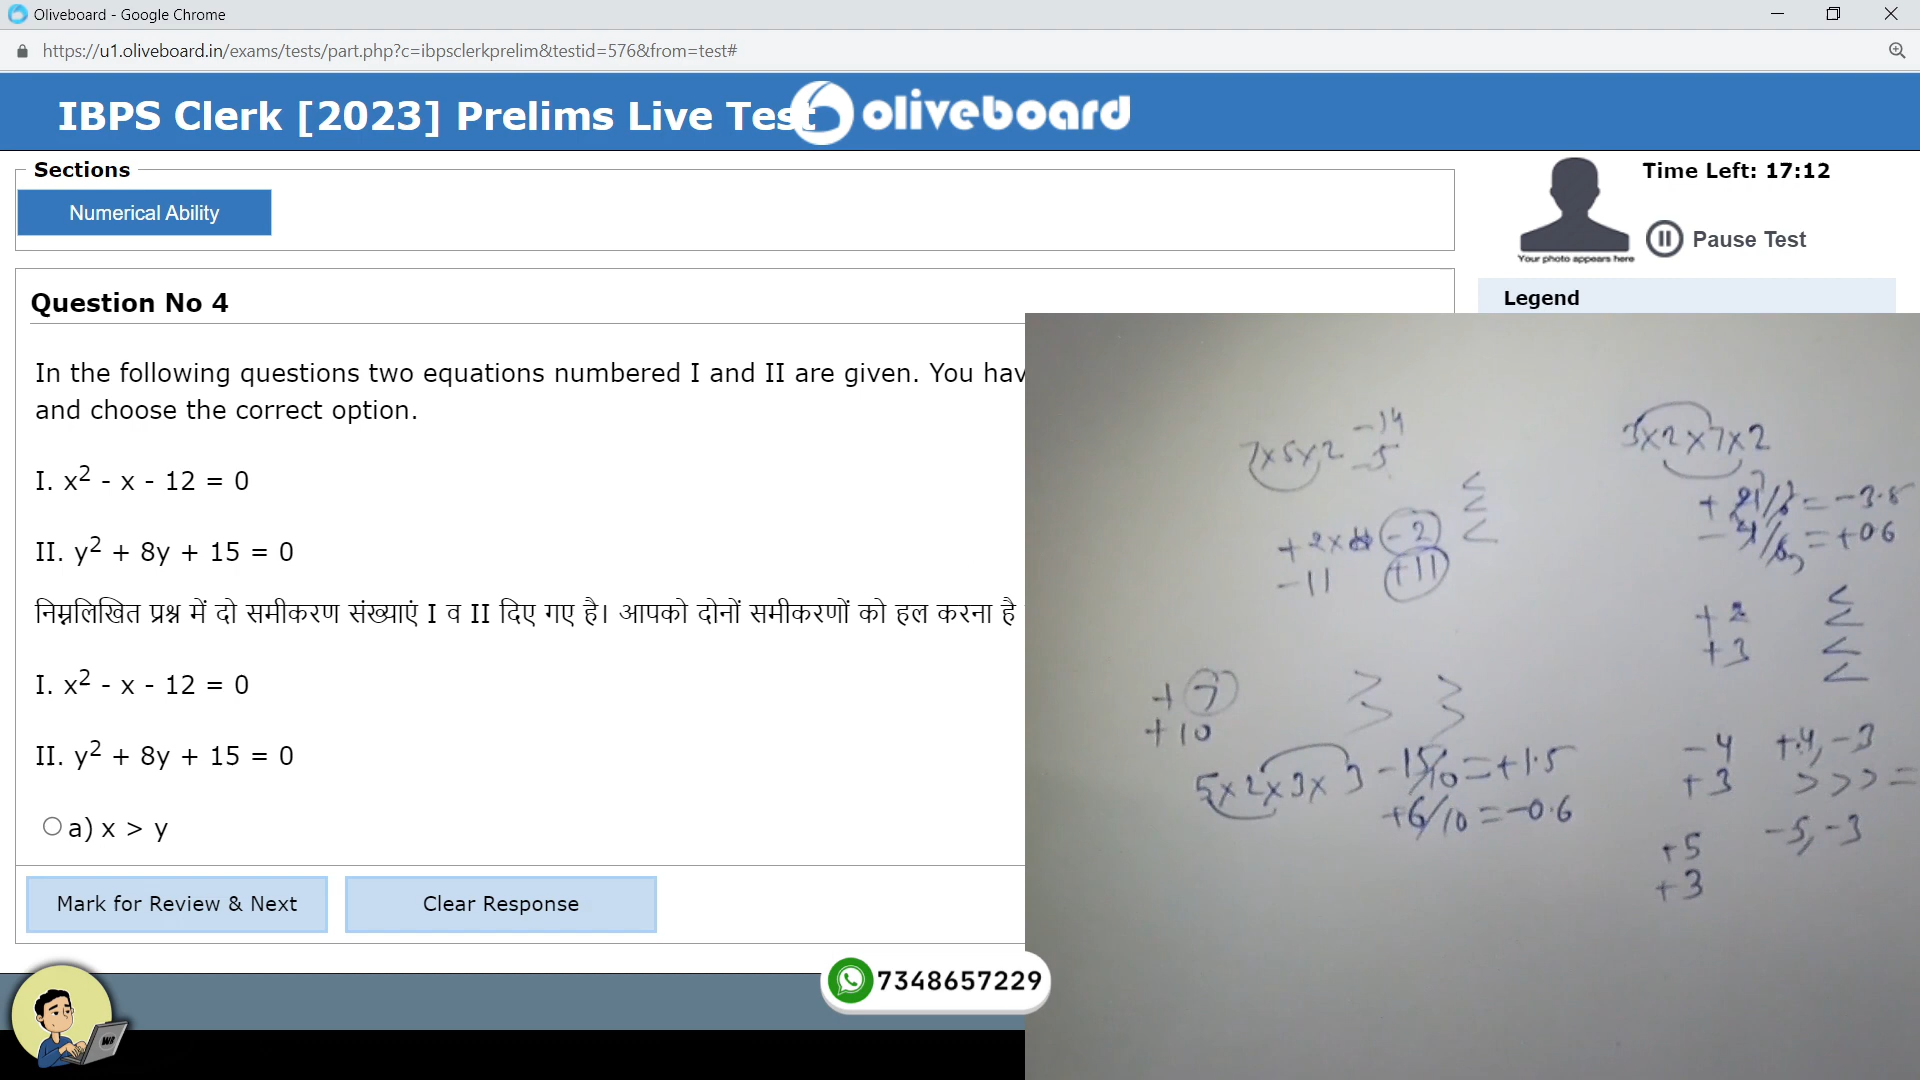 Oliveboard - Google Chrome
https://u1.oliveboard.in/exams/tests/part.php?c=ibpsclerkprelim&testid=576&from=test#
IBPS Clerk [2023] Prelims Live Test
oliveboard
Sections
Numerical Ability
Time Left: 17:12
Pause Test
Your photo appears here
Legend
Question No 4
In the following questions two equations numbered I and II are given. You hav
and choose the correct option.
I. x² - x - 12 = 0
II. y² + 8y + 15 = 0
निम्नलिखित प्रश्न में दो समीकरण संख्याएं I व II दिए गए है। आपको दोनों समीकरणों को हल करना है
I. x² - x - 12 = 0
II. y² + 8y + 15 = 0
a) x > y
Mark for Review & Next
Clear Response
7348657229
7x5x2 -14
-5
-2
-11 +11
+7
+10
5x2x3x3 -15/10 = +1.5
+6/10 = -0.6
3x2x7x2
= -3.5
= +0.6
+2
+3
-4 +4, -3
+3 > > > =
+5 -5, -3
+3